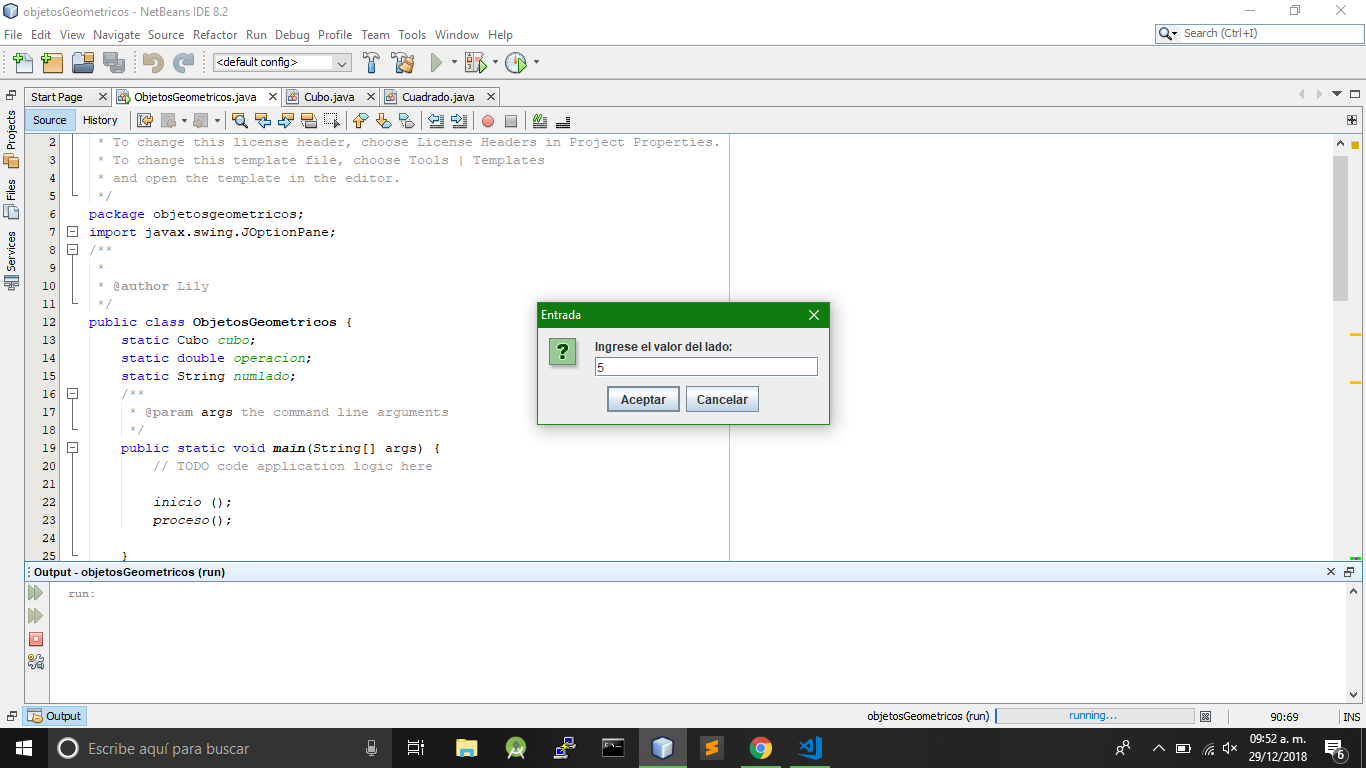 objetosGeometricos - NetBeans IDE 8.2
File Edit View Navigate Source Refactor Run Debug Profile Team Tools Window Help
Search (Ctrl+I)
<default config>
Start Page
ObjetosGeometricos.java
Cubo.java
Cuadrado.java
Source History
Projects
Files
Services
2 * To change this license header, choose License Headers in Project Properties.
3 * To change this template file, choose Tools | Templates
4 * and open the template in the editor.
5 */
6 package objetosgeometricos;
7 import javax.swing.JOptionPane;
8 /**
9 *
10 * @author Lily
11 */
12 public class ObjetosGeometricos {
13 static Cubo cubo;
14 static double operacion;
15 static String numlado;
16 /**
17 * @param args the command line arguments
18 */
19 public static void main(String[] args) {
20 // TODO code application logic here
21
22 inicio ();
23 proceso();
24
25 }
Entrada
?
Ingrese el valor del lado:
5
Aceptar Cancelar
Output - objetosGeometricos (run)
run:
Output
objetosGeometricos (run) running... 90:69 INS
Escribe aquí para buscar
09:52 a. m.
29/12/2018
6